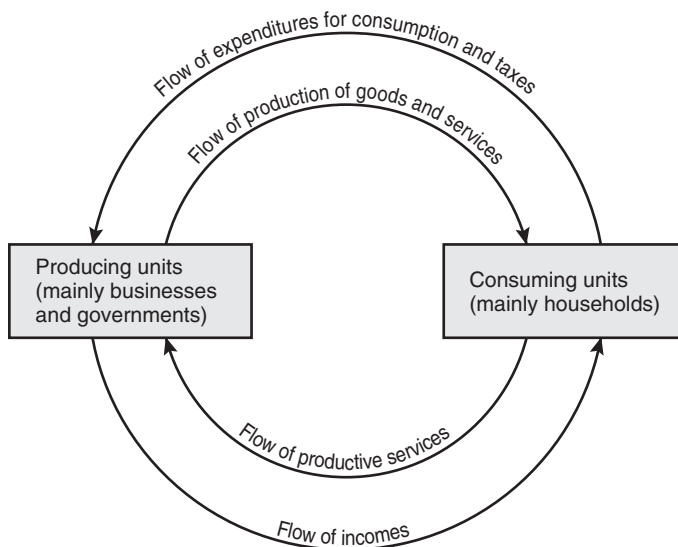 Flow of expenditures for consumption and taxes
Flow of production of goods and services
Producing units
(mainly businesses
and governments)
Consuming units
(mainly households)
Flow of productive services
Flow of incomes